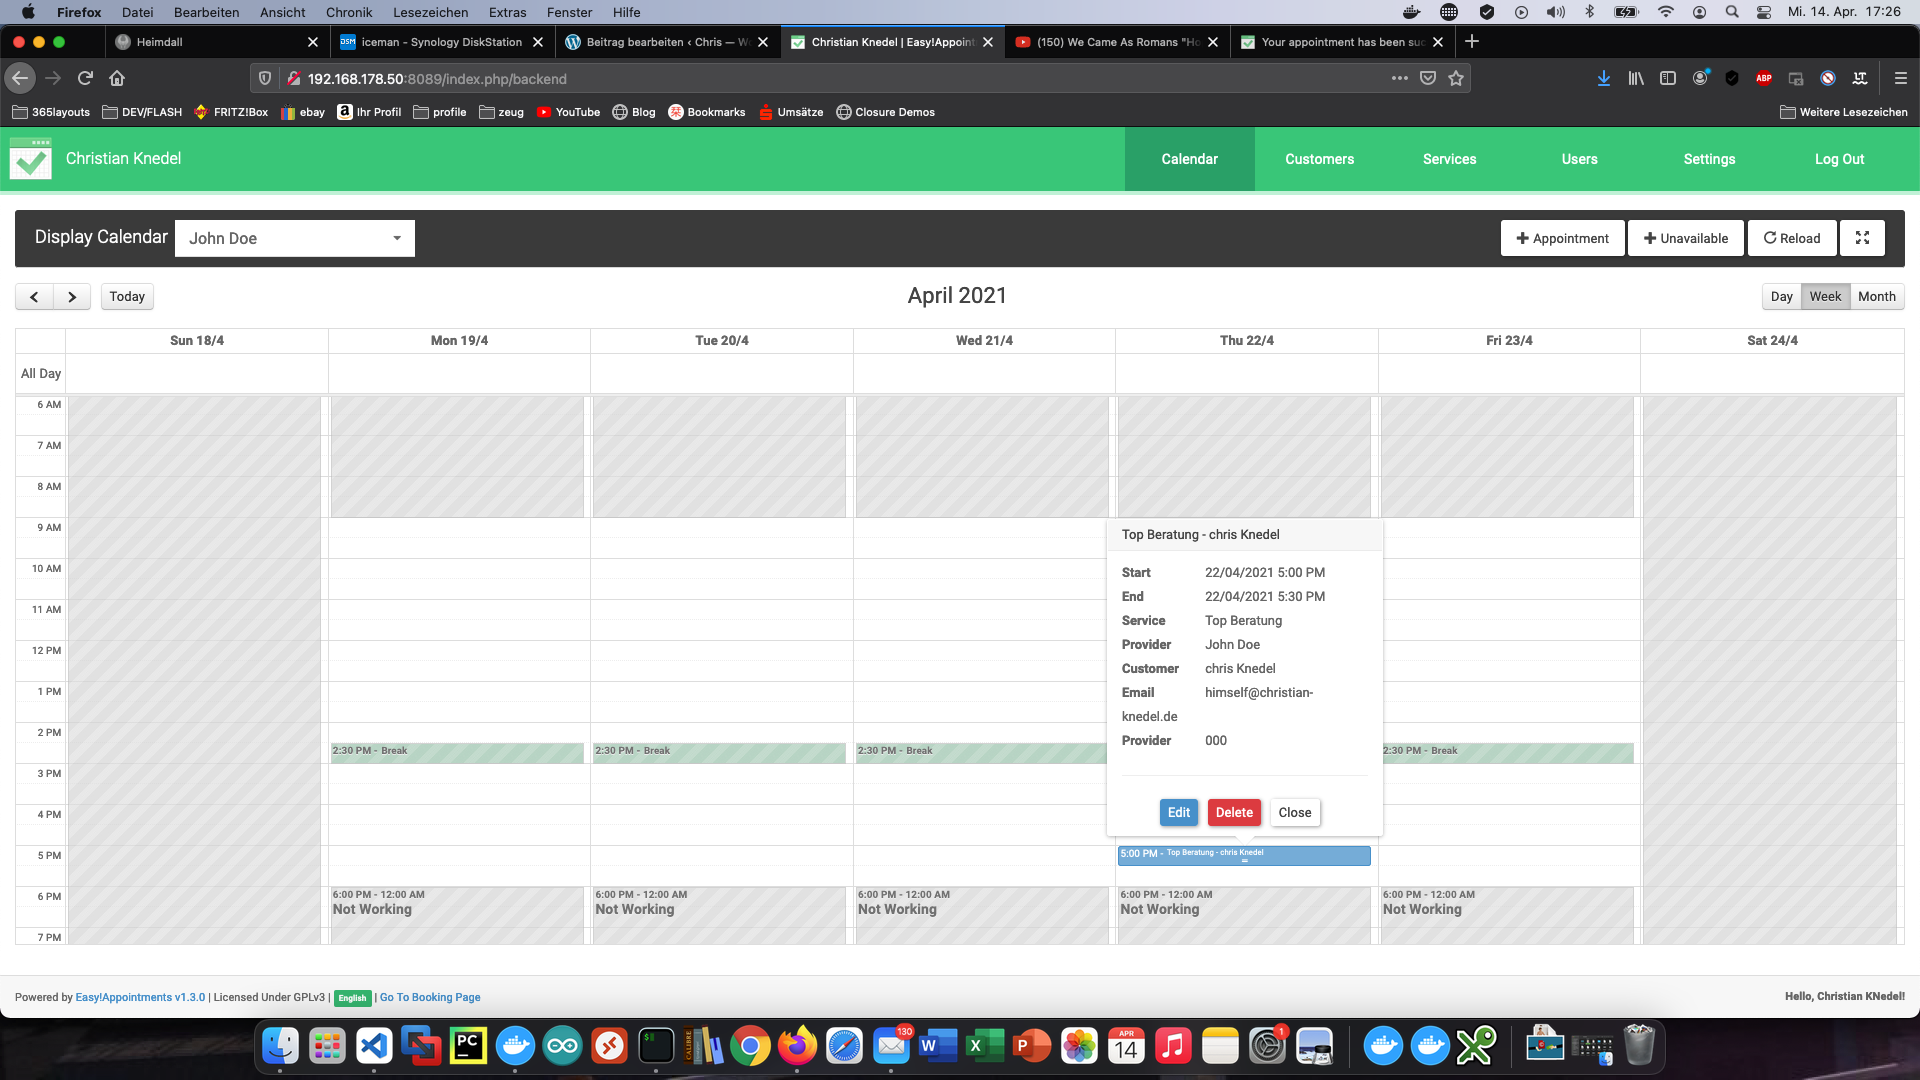 Firefox Datei Bearbeiten Ansicht Chronik Lesezeichen Extras Fenster Hilfe Mi. 14. Apr. 17:26
Heimdall iceman - Synology DiskStation Beitrag bearbeiten ‹ Chris — Wo Christian Knedel | Easy!Appoint (150) We Came As Romans "Ho Your appointment has been suc
192.168.178.50:8089/index.php/backend
365layouts DEV/FLASH FRITZ!Box ebay Ihr Profil profile zeug YouTube Blog Bookmarks Umsätze Closure Demos Weitere Lesezeichen
Christian Knedel Calendar Customers Services Users Settings Log Out
Display Calendar John Doe + Appointment + Unavailable Reload
Today April 2021 Day Week Month
Sun 18/4 Mon 19/4 Tue 20/4 Wed 21/4 Thu 22/4 Fri 23/4 Sat 24/4
All Day
6 AM
7 AM
8 AM
9 AM
Top Beratung - chris Knedel
10 AM
Start 22/04/2021 5:00 PM
End 22/04/2021 5:30 PM
11 AM
Service Top Beratung
Provider John Doe
12 PM
Customer chris Knedel
1 PM
Email himself@christian-
knedel.de
2 PM
Provider 000
2:30 PM - Break 2:30 PM - Break 2:30 PM - Break 2:30 PM - Break
3 PM
4 PM
Edit Delete Close
5 PM
5:00 PM - Top Beratung - chris Knedel
6 PM
6:00 PM - 12:00 AM 6:00 PM - 12:00 AM 6:00 PM - 12:00 AM 6:00 PM - 12:00 AM 6:00 PM - 12:00 AM
Not Working Not Working Not Working Not Working Not Working
7 PM
Powered by Easy!Appointments v1.3.0 | Licensed Under GPLv3 | English | Go To Booking Page Hello, Christian KNedel!
PC CALIBRE 130 W X P APR 14 1
DSM
ABP